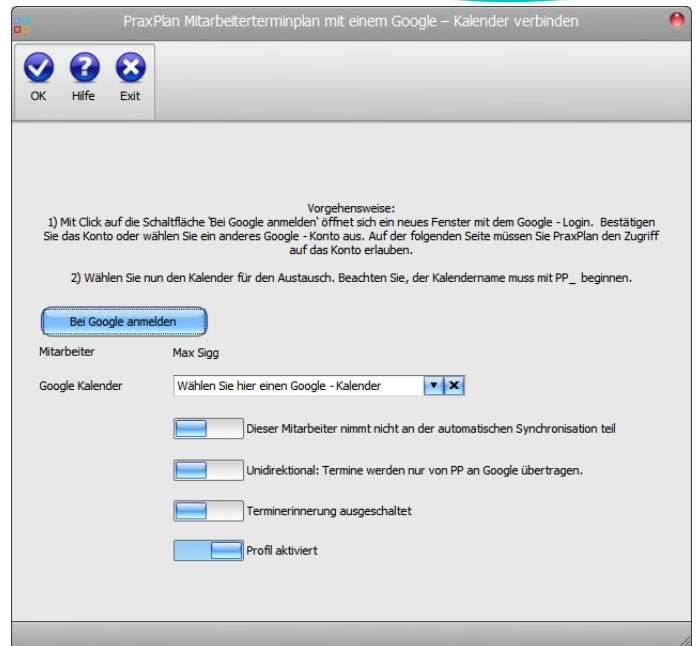 PraxPlan Mitarbeiterterminplan mit einem Google – Kalender verbinden
OK Hilfe Exit
Vorgehensweise:
1) Mit Click auf die Schaltfläche 'Bei Google anmelden' öffnet sich ein neues Fenster mit dem Google - Login. Bestätigen
Sie das Konto oder wählen Sie ein anderes Google - Konto aus. Auf der folgenden Seite müssen Sie PraxPlan den Zugriff
auf das Konto erlauben.
2) Wählen Sie nun den Kalender für den Austausch. Beachten Sie, der Kalendername muss mit PP_ beginnen.
Bei Google anmelden
Mitarbeiter Max Sigg
Google Kalender Wählen Sie hier einen Google - Kalender
Dieser Mitarbeiter nimmt nicht an der automatischen Synchronisation teil
Unidirektional: Termine werden nur von PP an Google übertragen.
Terminerinnerung ausgeschaltet
Profil aktiviert